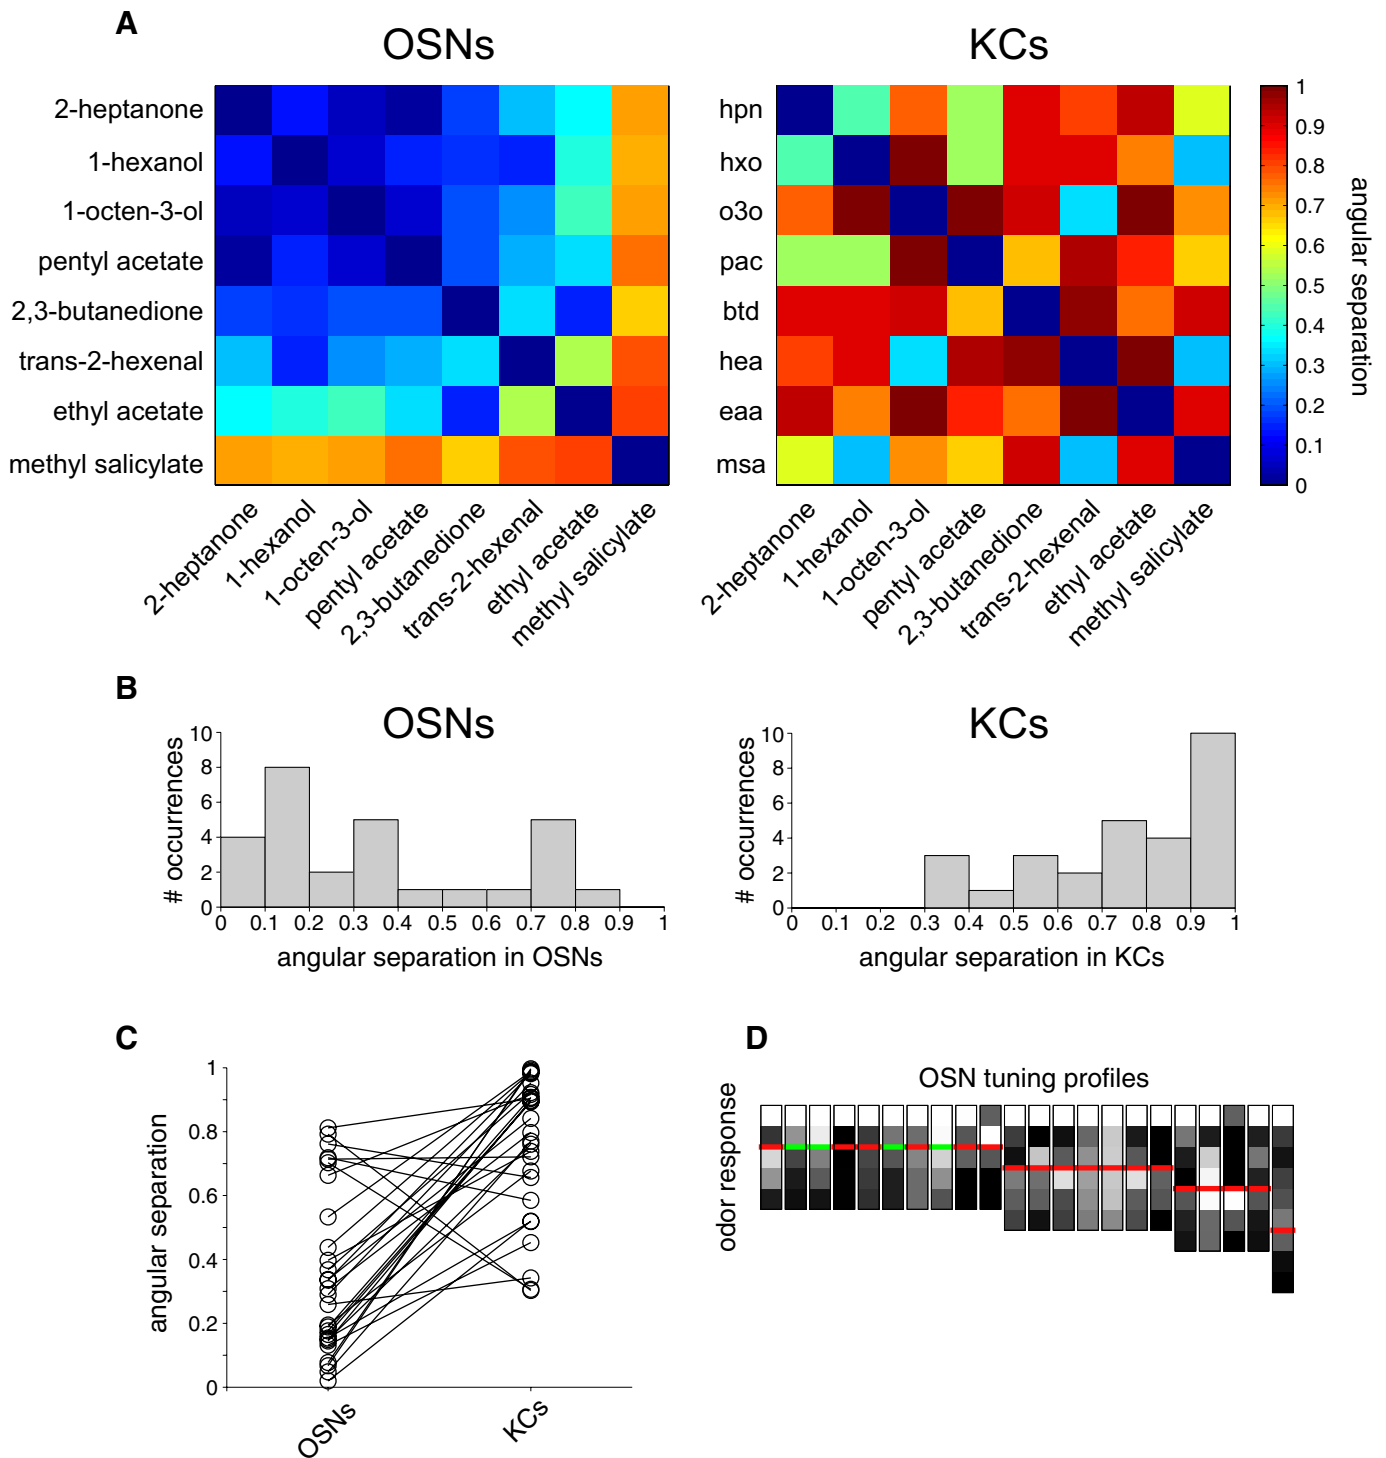 A
OSNs
KCs
2-heptanone
1-hexanol
1-octen-3-ol
pentyl acetate
2,3-butanedione
trans-2-hexenal
ethyl acetate
methyl salicylate
2-heptanone
1-hexanol
1-octen-3-ol
pentyl acetate
2,3-butanedione
trans-2-hexenal
ethyl acetate
methyl salicylate
hpn
hxo
o3o
pac
btd
hea
eaa
msa
2-heptanone
1-hexanol
1-octen-3-ol
pentyl acetate
2,3-butanedione
trans-2-hexenal
ethyl acetate
methyl salicylate
1
0.9
0.8
0.7
0.6
0.5
0.4
0.3
0.2
0.1
0
angular separation
B
OSNs
# occurrences
10
8
6
4
2
0
0 0.1 0.2 0.3 0.4 0.5 0.6 0.7 0.8 0.9 1
angular separation in OSNs
KCs
# occurrences
10
8
6
4
2
0
0 0.1 0.2 0.3 0.4 0.5 0.6 0.7 0.8 0.9 1
angular separation in KCs
C
angular separation
1
0.8
0.6
0.4
0.2
0
OSNs
KCs
D
OSN tuning profiles
odor response